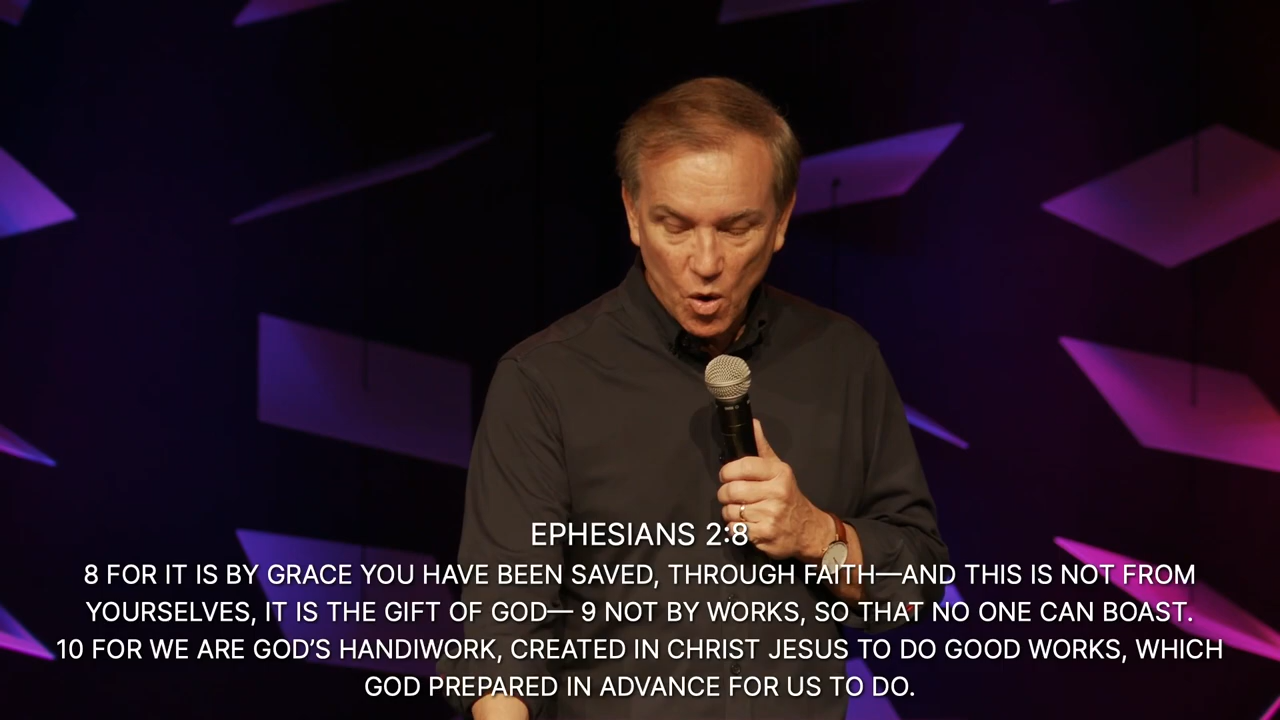 EPHESIANS 2:8
8 FOR IT IS BY GRACE YOU HAVE BEEN SAVED, THROUGH FAITH—AND THIS IS NOT FROM
YOURSELVES, IT IS THE GIFT OF GOD— 9 NOT BY WORKS, SO THAT NO ONE CAN BOAST.
10 FOR WE ARE GOD’S HANDIWORK, CREATED IN CHRIST JESUS TO DO GOOD WORKS, WHICH
GOD PREPARED IN ADVANCE FOR US TO DO.